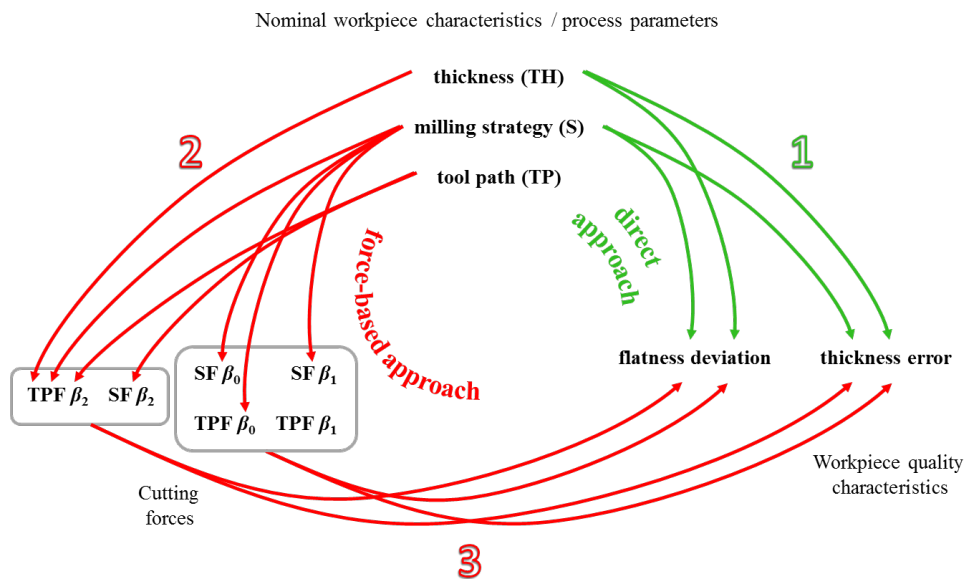 Nominal workpiece characteristics / process parameters
thickness (TH)
milling strategy (S)
tool path (TP)
2
1
force-based approach
direct
approach
flatness deviation
thickness error
SF β₀
SF β₁
TPF β₂
SF β₂
TPF β₀
TPF β₁
Cutting
forces
Workpiece quality
characteristics
3